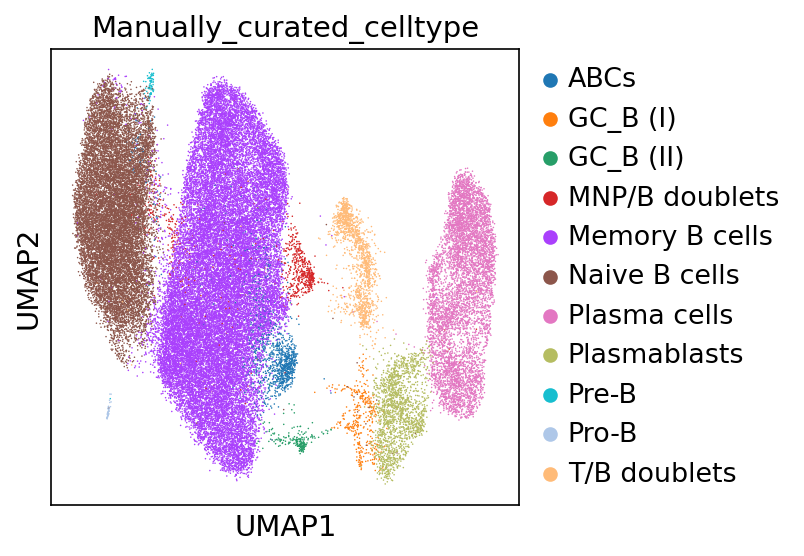 Manually_curated_celltype
UMAP2
UMAP1
ABCs
GC_B (I)
GC_B (II)
MNP/B doublets
Memory B cells
Naive B cells
Plasma cells
Plasmablasts
Pre-B
Pro-B
T/B doublets